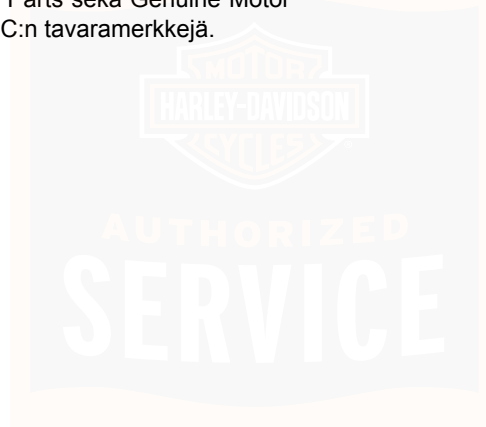 Parts sekä Genuine Motor
C:n tavaramerkkejä.
MOTOR
HARLEY-DAVIDSON
CYCLES
AUTHORIZED
SERVICE